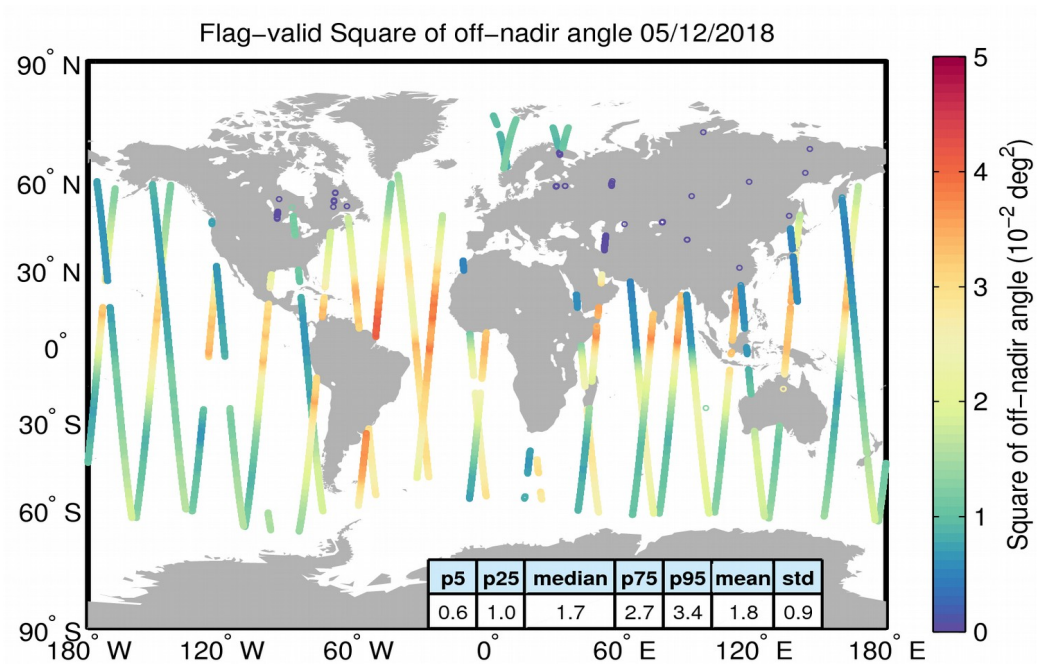 Flag−valid Square of off−nadir angle 05/12/2018
90° N
60° N
30° N
0°
30° S
60° S
90° S
180° W
120° W
60° W
0°
60° E
120° E
180° E
p5 p25 median p75 p95 mean std
0.6 1.0 1.7 2.7 3.4 1.8 0.9
5
4
3
2
1
0
Square of off−nadir angle (10⁻² deg²)